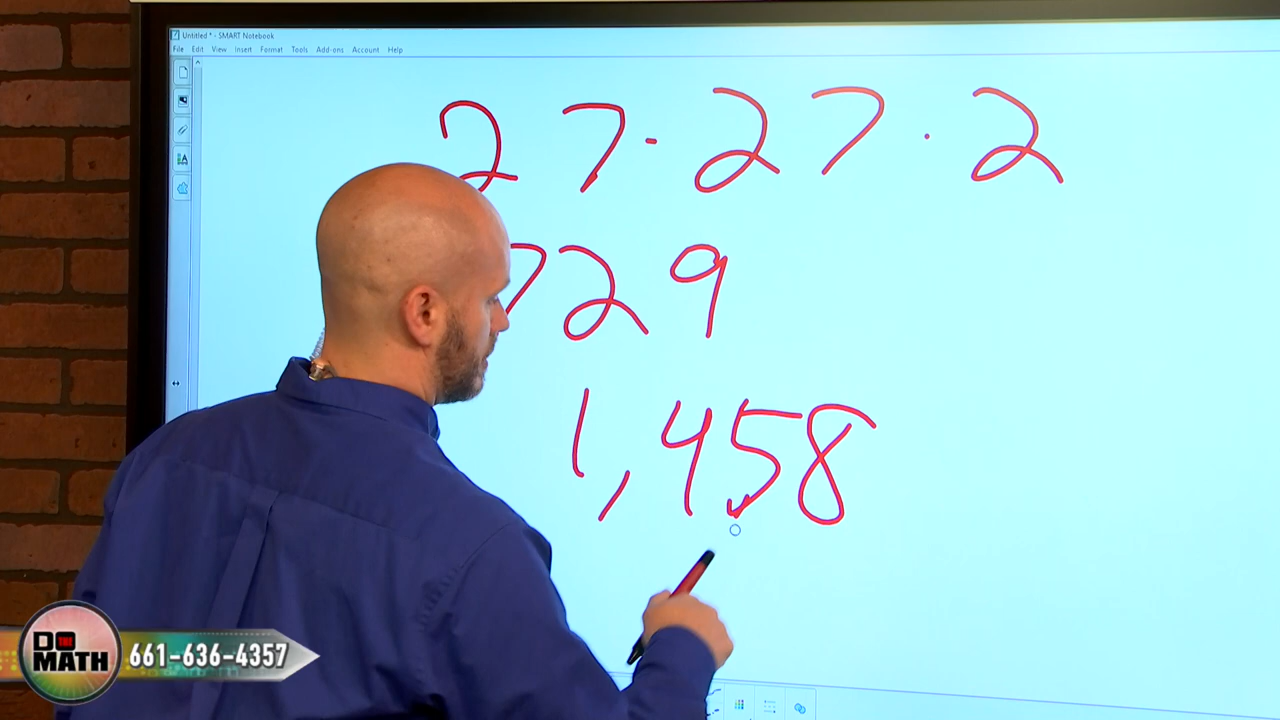 Untitled * - SMART Notebook
File Edit View Insert Format Tools Add-ons Account Help
27 · 27 · 2
729
1,458
DO THE MATH
661-636-4357